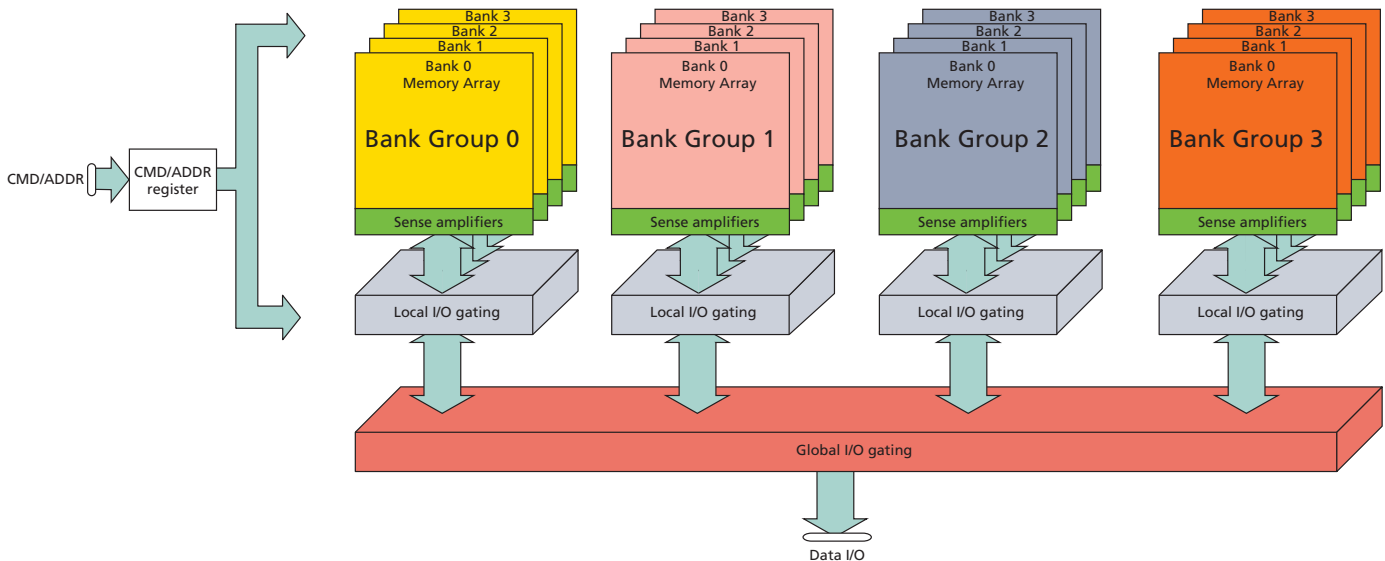 Bank 3
Bank 2
Bank 1
Bank 0
Memory Array
Bank Group 0
Sense amplifiers
Local I/O gating
Bank 3
Bank 2
Bank 1
Bank 0
Memory Array
Bank Group 1
Sense amplifiers
Local I/O gating
Bank 3
Bank 2
Bank 1
Bank 0
Memory Array
Bank Group 2
Sense amplifiers
Local I/O gating
Bank 3
Bank 2
Bank 1
Bank 0
Memory Array
Bank Group 3
Sense amplifiers
Local I/O gating
CMD/ADDR
CMD/ADDR
register
Global I/O gating
Data I/O